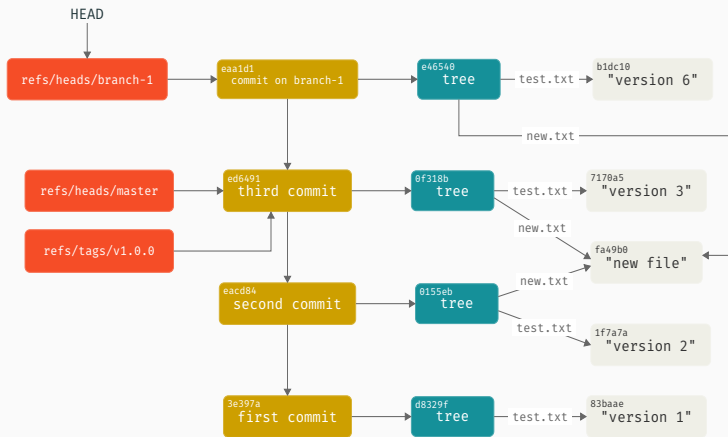 HEAD
refs/heads/branch-1
eaa1d1
commit on branch-1
e46540
tree
test.txt
b1dc10
"version 6"
new.txt
refs/heads/master
ed6491
third commit
0f318b
tree
test.txt
7170a5
"version 3"
new.txt
refs/tags/v1.0.0
fa49b0
"new file"
new.txt
eacd84
second commit
0155eb
tree
test.txt
1f7a7a
"version 2"
3e397a
first commit
d8329f
tree
test.txt
83baae
"version 1"